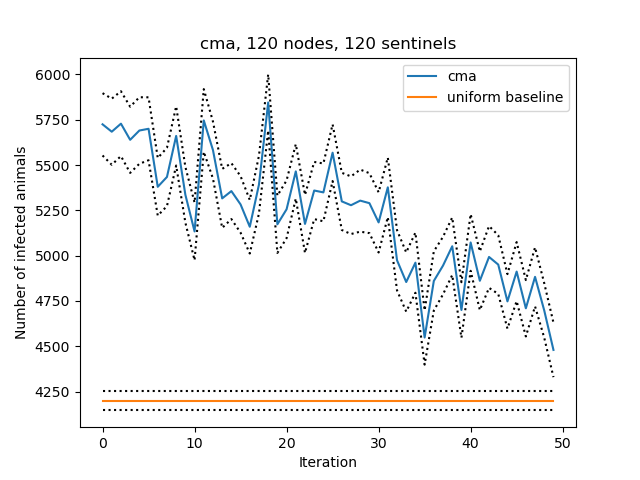 cma, 120 nodes, 120 sentinels
cma
uniform baseline
Number of infected animals
6000
5750
5500
5250
5000
4750
4500
4250
0 10 20 30 40 50
Iteration